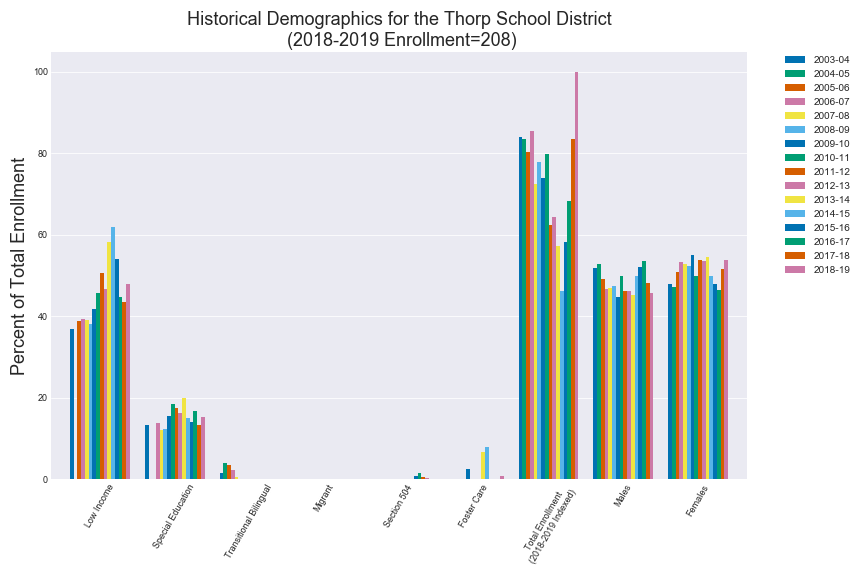 Historical Demographics for the Thorp School District
(2018-2019 Enrollment=208)
Percent of Total Enrollment
100
80
60
40
20
0
Low Income
Special Education
Transitional Bilingual
Migrant
Section 504
Foster Care
Total Enrollment
(2018-2019 Indexed)
Males
Females
2003-04
2004-05
2005-06
2006-07
2007-08
2008-09
2009-10
2010-11
2011-12
2012-13
2013-14
2014-15
2015-16
2016-17
2017-18
2018-19